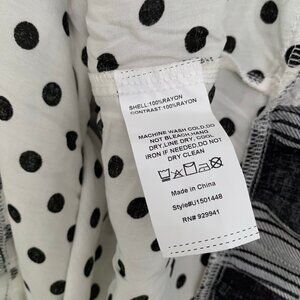 SHELL:100%RAYON
CONTRAST:100%RAYON
MACHINE WASH COLD.DO
NOT BLEACH.HANG
DRY.LINE DRY. COOL
IRON IF NEEDED.DO NOT
DRY CLEAN
Made in China
Style#U1501448
RN# 929941